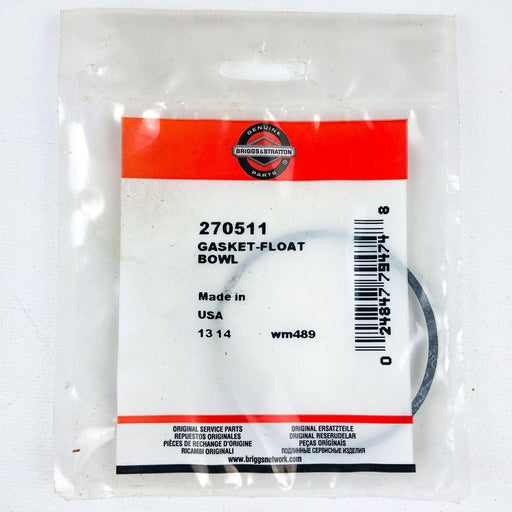 GENUINE
BRIGGS&STRATTON
PARTS
®
270511
GASKET-FLOAT
BOWL
Made in
USA
13 14 wm489
0 24847 79474 8
ORIGINAL SERVICE PARTS
REPUESTOS ORIGINALES
PIÈCES DE RECHANGE D'ORIGINE
RICAMBI ORIGINALI
ORIGINAL ERSATZTEILE
ORIGINAL RESERUDELAR
PEÇAS ORIGÍNAIS
ПОДЛИННЫЕ СЕРВИСНЫЕ ИЗДЕЛИЯ
www.briggsnetwork.com